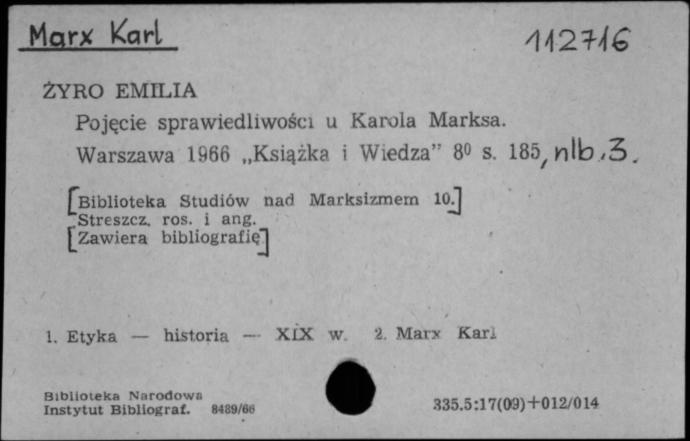 Marx Karl
112716
ŻYRO EMILIA
Pojęcie sprawiedliwości u Karola Marksa.
Warszawa 1966 „Książka i Wiedza” 8⁰ s. 185, nlb. 3.
[Biblioteka Studiów nad Marksizmem 10.]
Streszcz. ros. i ang.
[Zawiera bibliografię]
1. Etyka — historia — XIX w. 2. Marx Karl
Biblioteka Narodowa
Instytut Bibliograf. 8489/66
335.5:17(09)+012/014